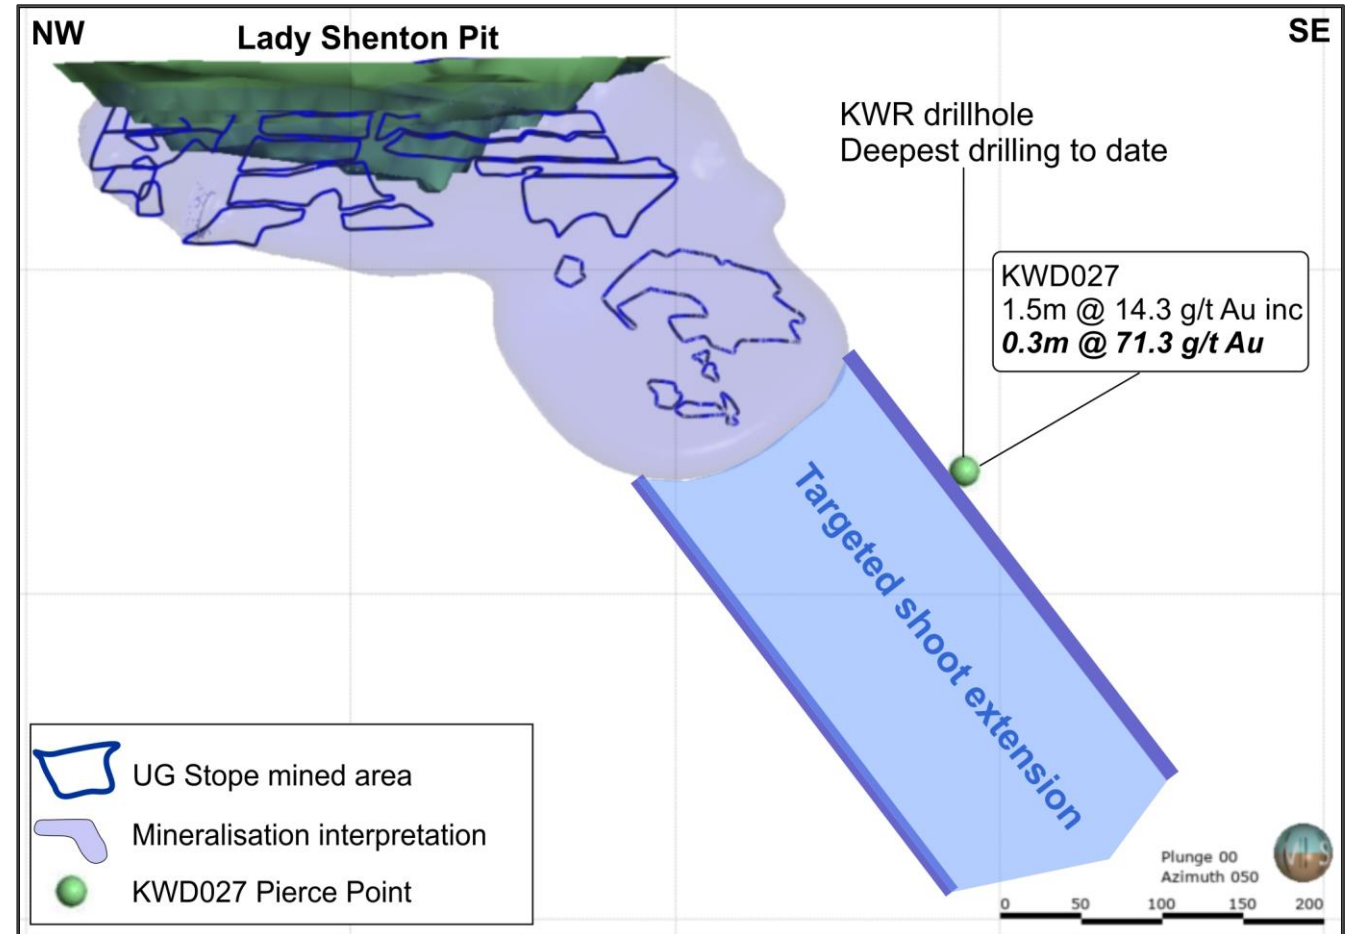 NW
Lady Shenton Pit
SE
KWR drillhole
Deepest drilling to date
KWD027
1.5m @ 14.3 g/t Au inc
0.3m @ 71.3 g/t Au
Targeted shoot extension
UG Stope mined area
Mineralisation interpretation
KWD027 Pierce Point
Plunge 00
Azimuth 050
0 50 100 150 200